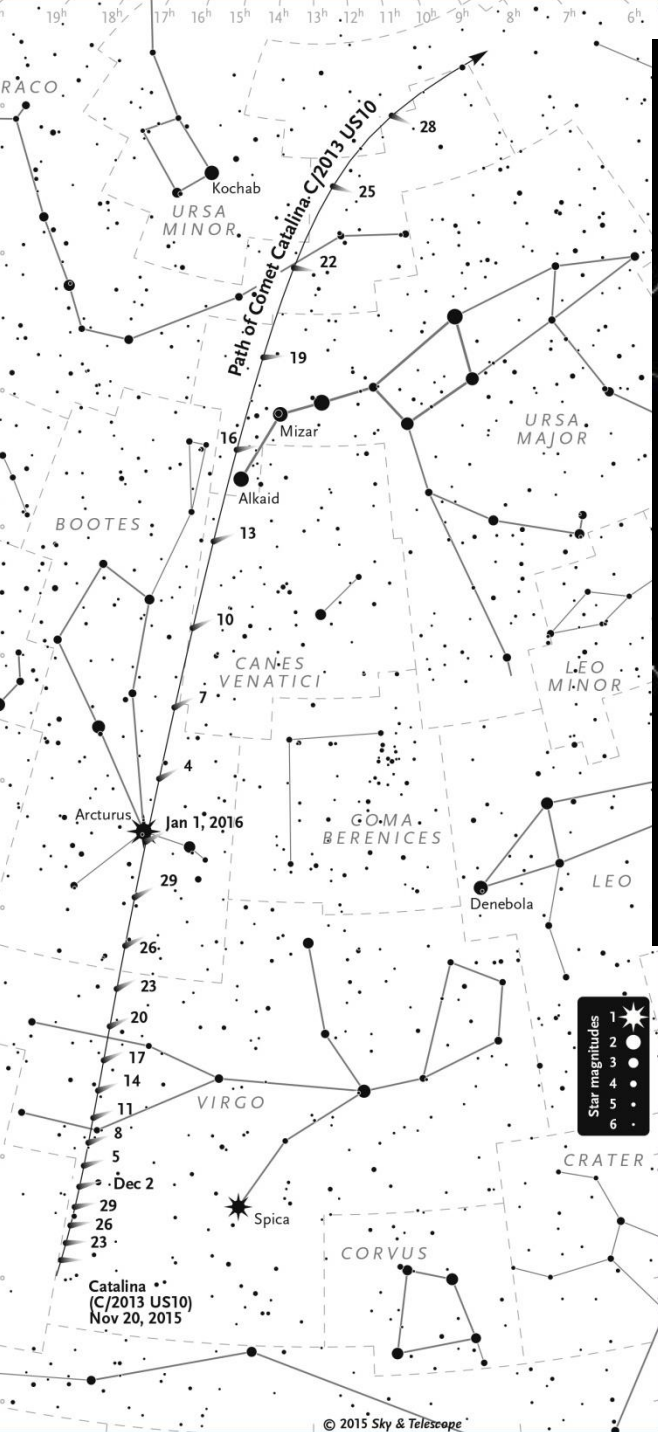 19h 18h 17h 16h 15h 14h 13h 12h 11h 10h 9h 8h 7h 6h
RACO
Path of Comet Catalina C/2013 US10
28
Kochab
25
URSA
MINOR
22
19
16
Mizar
URSA
MAJOR
Alkaid
BOOTES
13
10
CANES
VENATICI
LEO
MINOR
7
4
Arcturus
Jan 1, 2016
COMA
BERENICES
29
LEO
Denebola
26
23
20
17
14
11
8
5
Dec 2
29
26
23
VIRGO
Star magnitudes
1
2
3
4
5
6
CRATER
Spica
CORVUS
Catalina
(C/2013 US10)
Nov 20, 2015
© 2015 Sky & Telescope